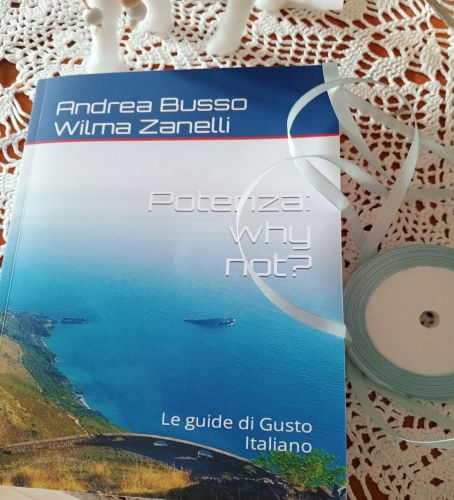 Andrea Busso
Wilma Zanelli
Potenza:
why
not?
Le guide di Gusto
Italiano